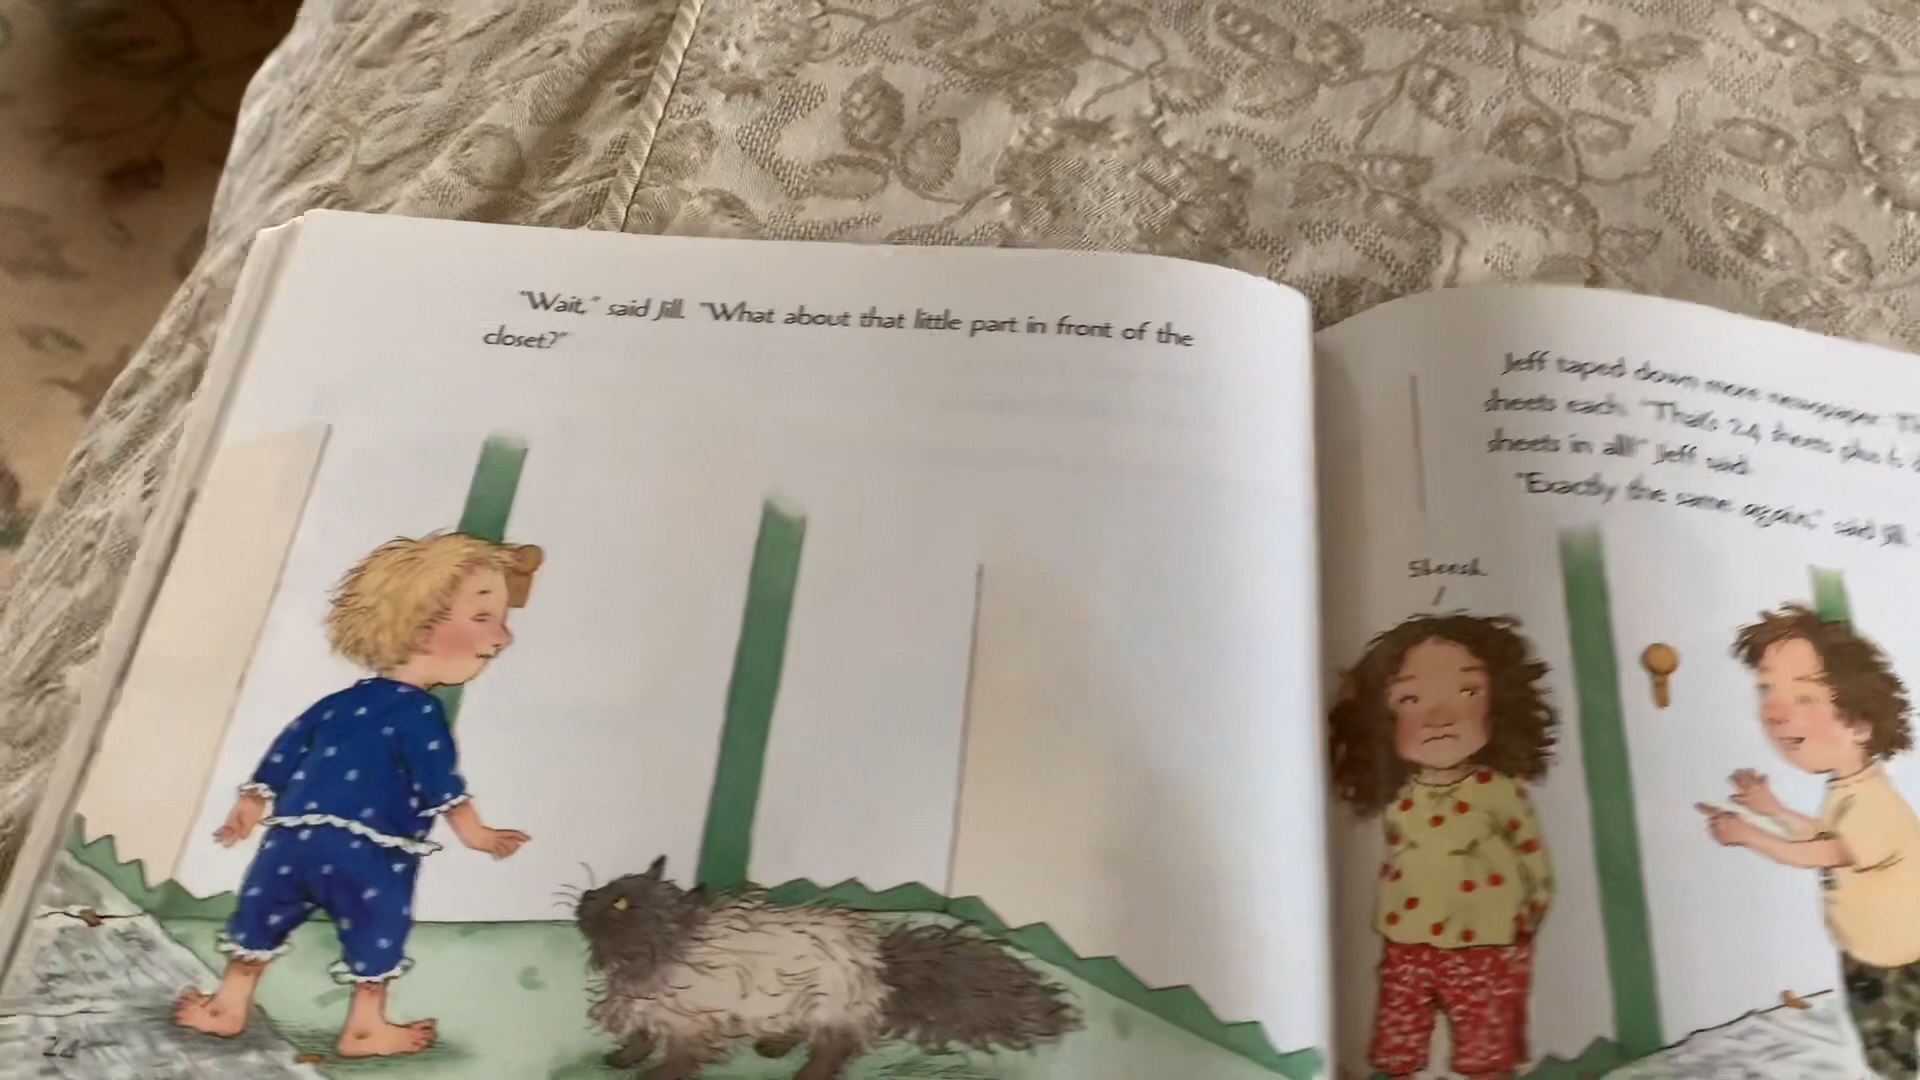 "Wait," said Jill. "What about that little part in front of the
closet?"
24
Jeff taped down more newspaper.
sheets each. "That's 24 sheets plus
sheets in all!" Jeff said.
"Exactly the same again," said Jill.
Sheesh.